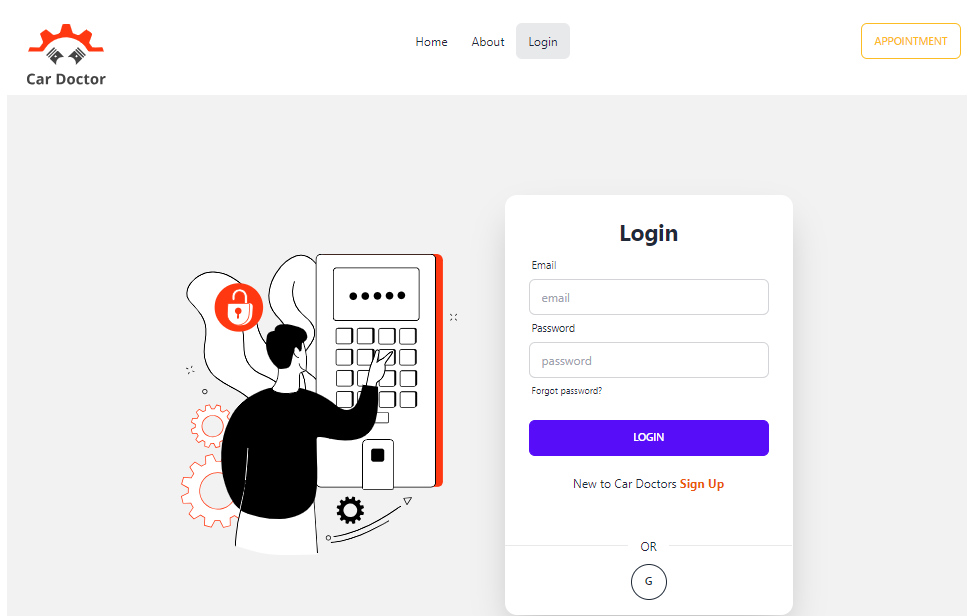 Car Doctor
Home
About
Login
APPOINTMENT
Login
Email
email
Password
password
Forgot password?
LOGIN
New to Car Doctors Sign Up
OR
G